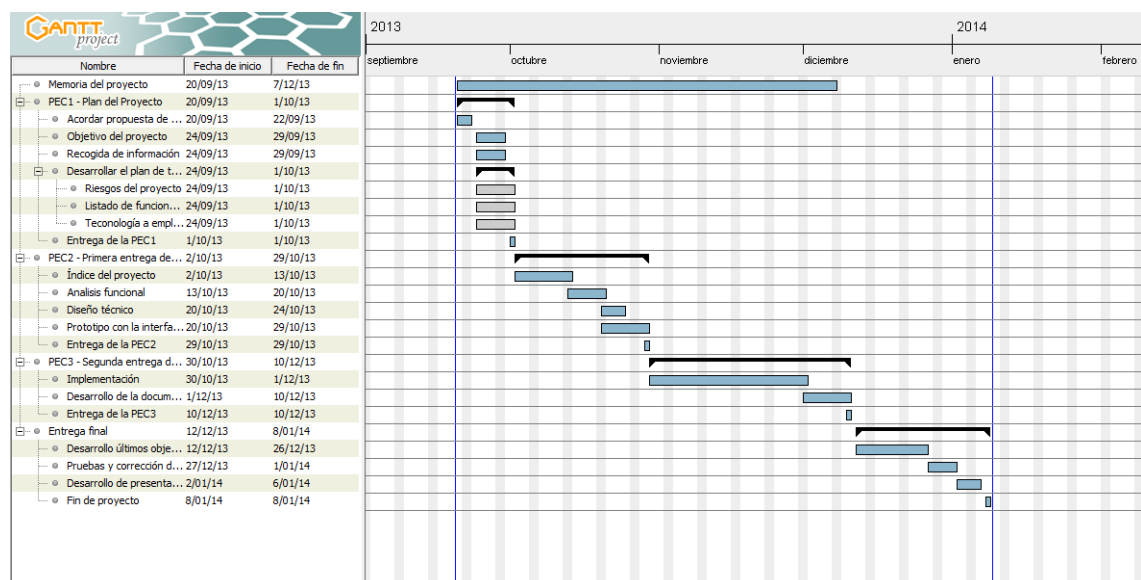 GANTT
project
2013 2014
septiembre octubre noviembre diciembre enero febrero
Nombre Fecha de inicio Fecha de fin
Memoria del proyecto 20/09/13 7/12/13
PEC1 - Plan del Proyecto 20/09/13 1/10/13
Acordar propuesta de ... 20/09/13 22/09/13
Objetivo del proyecto 24/09/13 29/09/13
Recogida de información 24/09/13 29/09/13
Desarrollar el plan de t... 24/09/13 1/10/13
Riesgos del proyecto 24/09/13 1/10/13
Listado de funcion... 24/09/13 1/10/13
Teconología a empl... 24/09/13 1/10/13
Entrega de la PEC1 1/10/13 1/10/13
PEC2 - Primera entrega de... 2/10/13 29/10/13
Índice del proyecto 2/10/13 13/10/13
Analisis funcional 13/10/13 20/10/13
Diseño técnico 20/10/13 24/10/13
Prototipo con la interfa... 20/10/13 29/10/13
Entrega de la PEC2 29/10/13 29/10/13
PEC3 - Segunda entrega d... 30/10/13 10/12/13
Implementación 30/10/13 1/12/13
Desarrollo de la docum... 1/12/13 10/12/13
Entrega de la PEC3 10/12/13 10/12/13
Entrega final 12/12/13 8/01/14
Desarrollo últimos obje... 12/12/13 26/12/13
Pruebas y corrección d... 27/12/13 1/01/14
Desarrollo de presenta... 2/01/14 6/01/14
Fin de proyecto 8/01/14 8/01/14